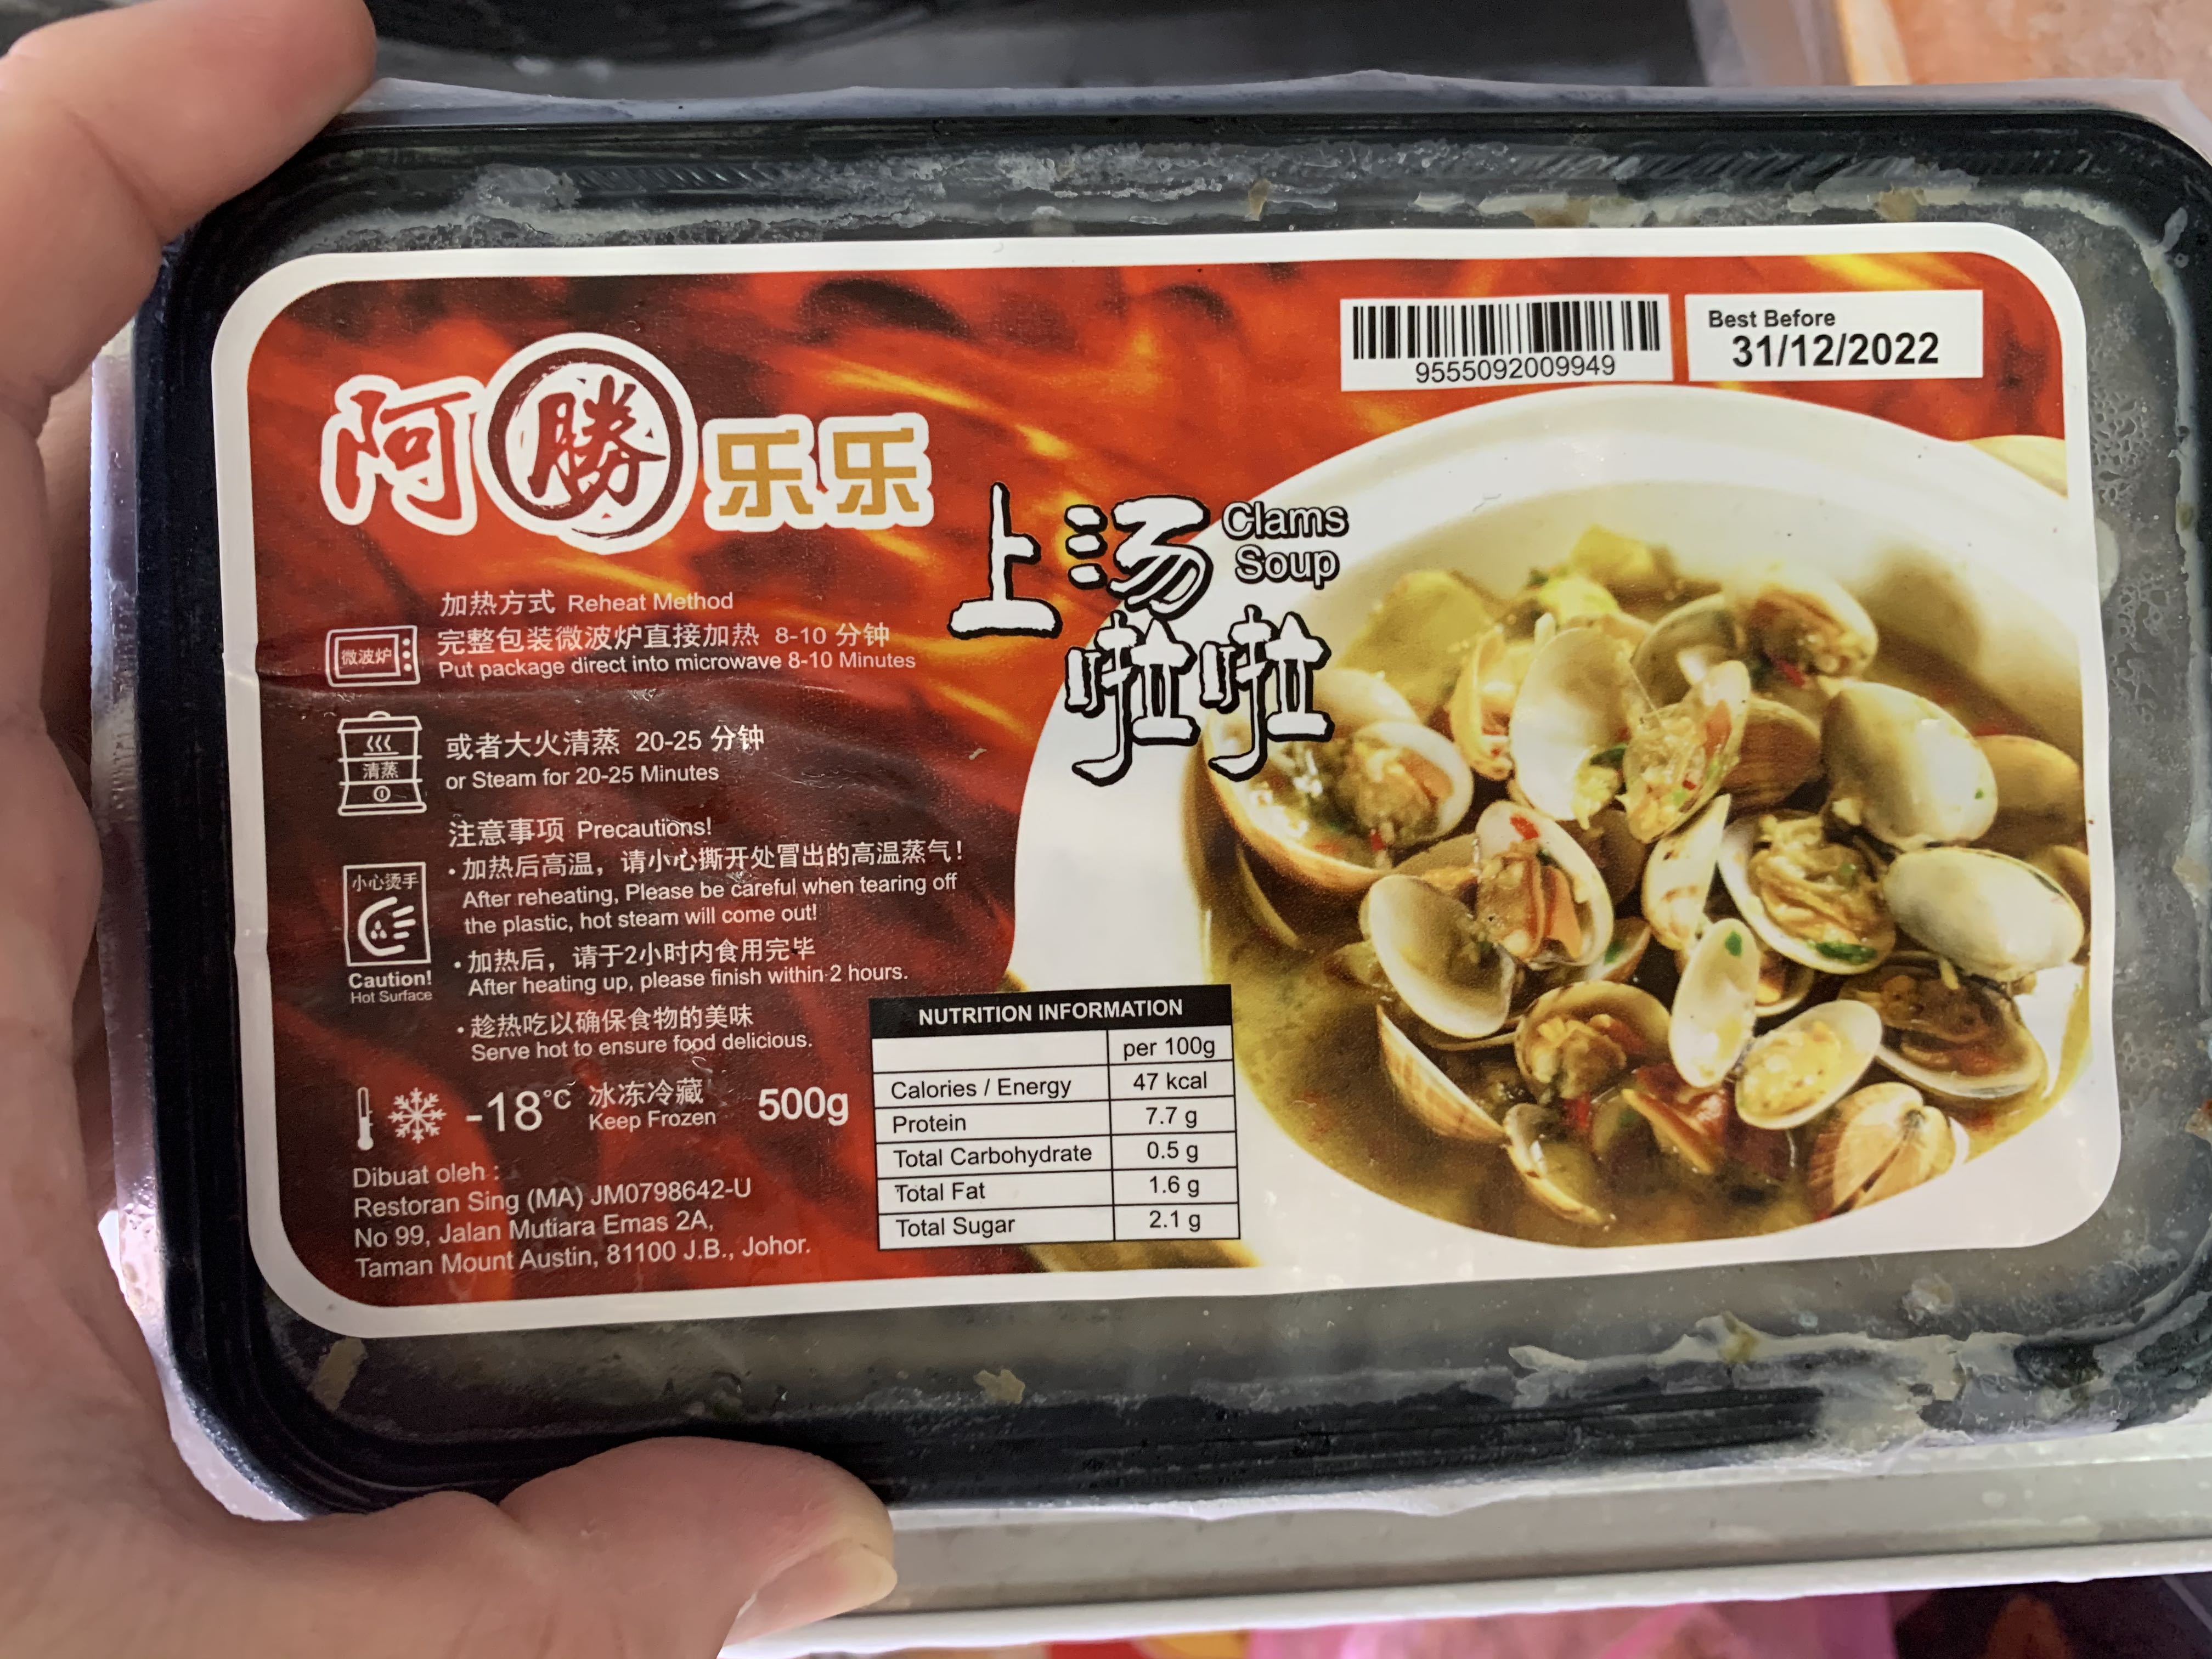 9555092009949
Best Before
31/12/2022
阿勝乐乐
上汤
Clams
Soup
啦啦
加热方式 Reheat Method
微波炉
完整包装微波炉直接加热 8-10 分钟
Put package direct into microwave 8-10 Minutes
清蒸
或者大火清蒸 20-25 分钟
or Steam for 20-25 Minutes
注意事项 Precautions!
小心烫手
Caution!
Hot Surface
·加热后高温，请小心撕开处冒出的高温蒸气！
After reheating, Please be careful when tearing off
the plastic, hot steam will come out!
·加热后，请于2小时内食用完毕
After heating up, please finish within 2 hours.
·趁热吃以确保食物的美味
Serve hot to ensure food delicious.
-18°C 冰冻冷藏
Keep Frozen
500g
Dibuat oleh :
Restoran Sing (MA) JM0798642-U
No 99, Jalan Mutiara Emas 2A,
Taman Mount Austin, 81100 J.B., Johor.
NUTRITION INFORMATION
per 100g
Calories / Energy 47 kcal
Protein 7.7 g
Total Carbohydrate 0.5 g
Total Fat 1.6 g
Total Sugar 2.1 g